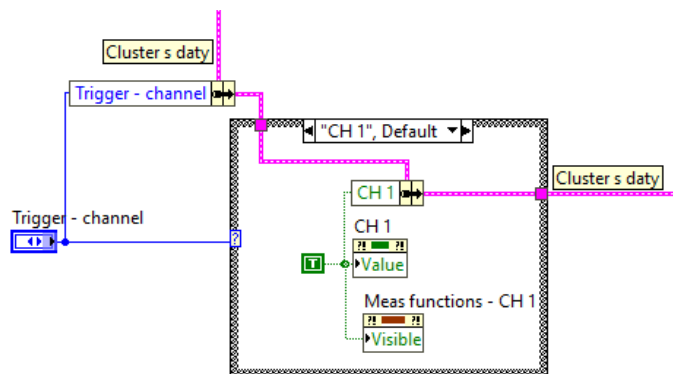 Cluster s daty
Trigger - channel
"CH 1", Default
CH 1
Cluster s daty
Trigger - channel
?
CH 1
?! ?!
T
Value
Meas functions - CH 1
?! ?!
Visible